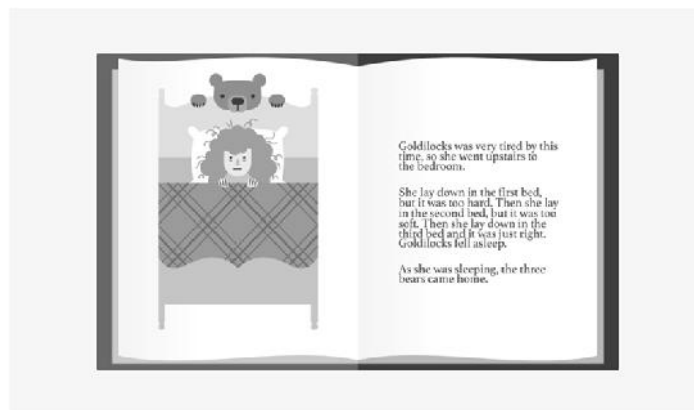 Goldilocks was very tired by this
time, so she went upstairs to
the bedroom.
She lay down in the first bed,
but it was too hard. Then she lay
in the second bed, but it was too
soft. Then she lay down in the
third bed and it was just right.
Goldilocks fell asleep.
As she was sleeping, the three
bears came home.